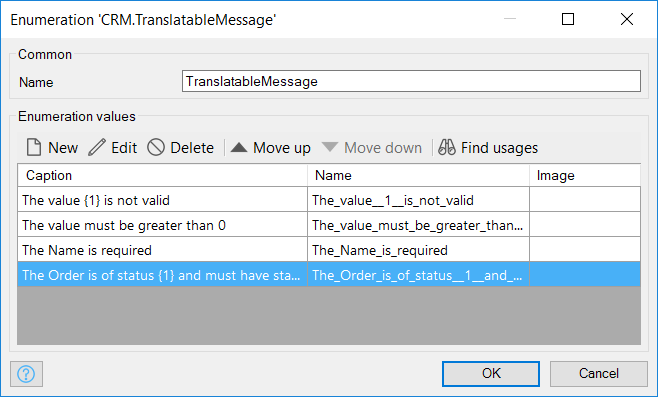 Enumeration 'CRM.TranslatableMessage'
Common
Name TranslatableMessage
Enumeration values
New Edit Delete Move up Move down Find usages
Caption Name Image
The value {1} is not valid The_value__1__is_not_valid
The value must be greater than 0 The_value_must_be_greater_than...
The Name is required The_Name_is_required
The Order is of status {1} and must have sta... The_Order_is_of_status__1__and_...
? OK Cancel